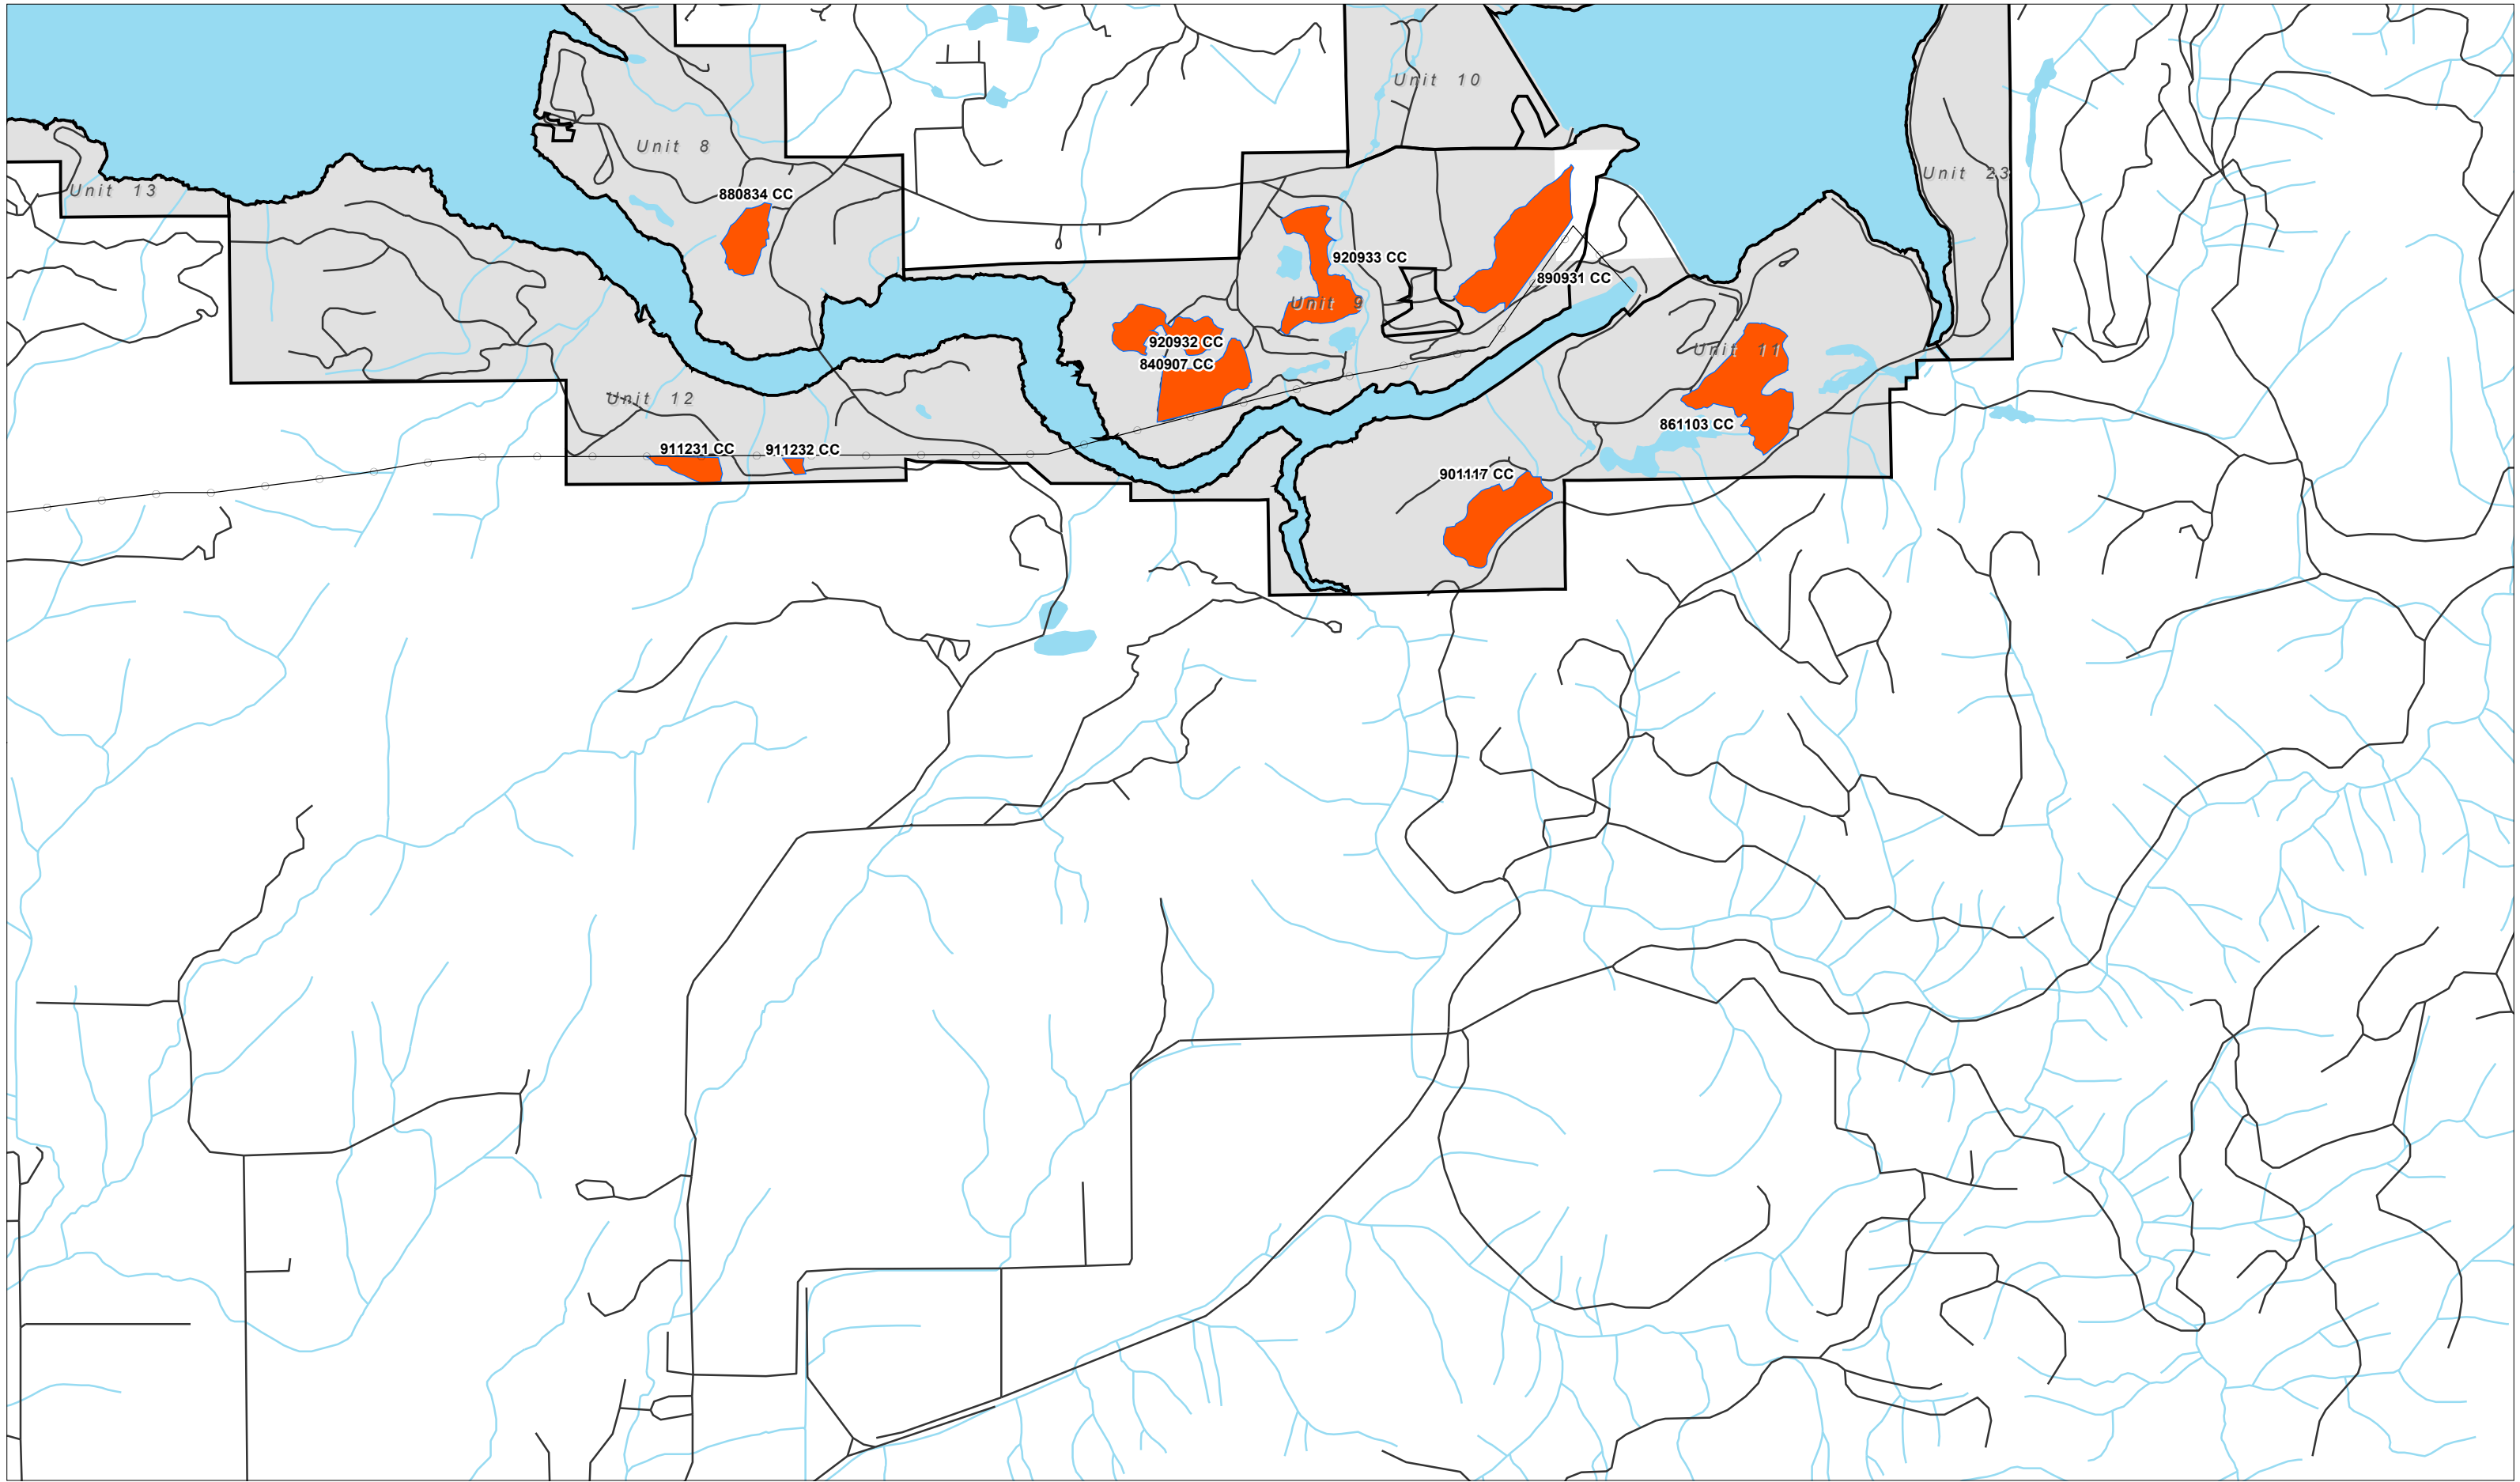 Unit 10
Unit 8
Unit 23
Unit 13
880834 CC
920933 CC
890931 CC
Unit 9
920932 CC
Unit 11
840907 CC
Unit 12
861103 CC
911231 CC
911232 CC
901117 CC